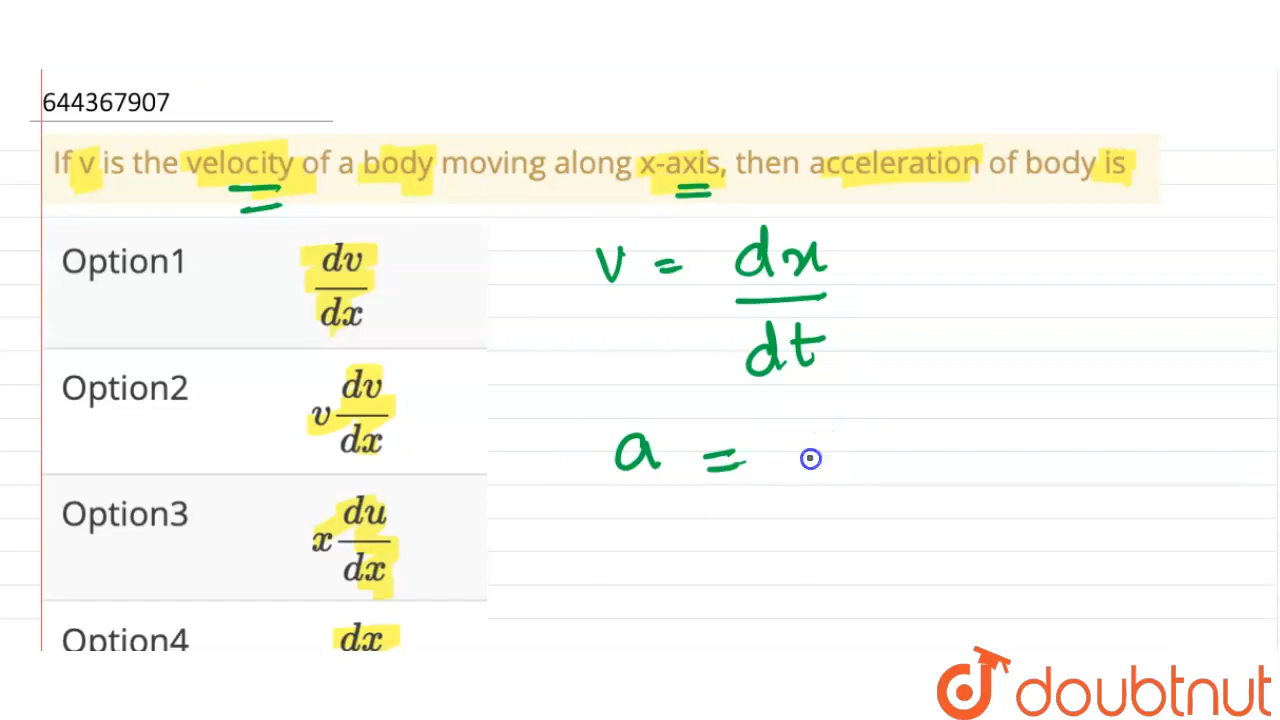 644367907
If v is the velocity of a body moving along x-axis, then acceleration of body is
Option1 dv/dx
Option2 v dv/dx
Option3 x du/dx
Option4 dx
v = dx/dt
a =
doubtnut